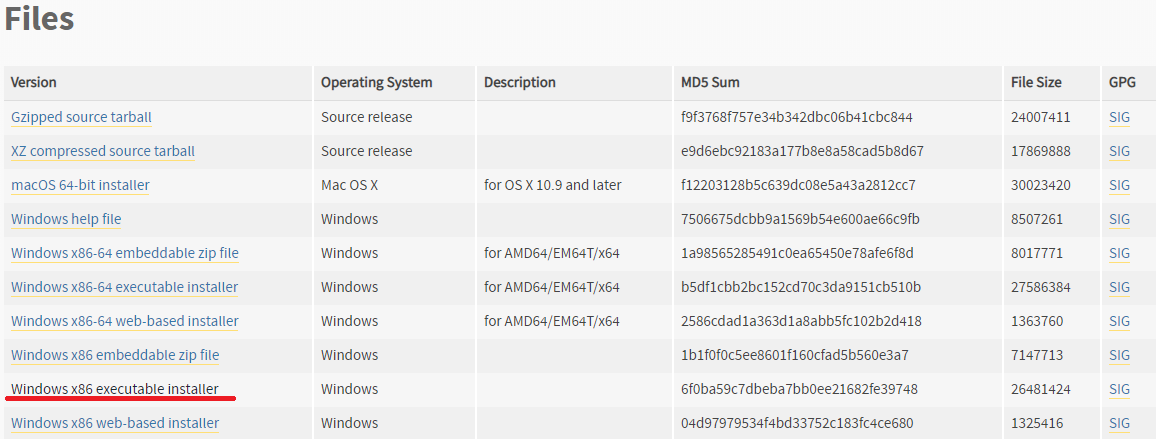 Files
Version Operating System Description MD5 Sum File Size GPG
Gzipped source tarball Source release f9f3768f757e34b342dbc06b41cbc844 24007411 SIG
XZ compressed source tarball Source release e9d6ebc92183a177b8e8a58cad5b8d67 17869888 SIG
macOS 64-bit installer Mac OS X for OS X 10.9 and later f12203128b5c639dc08e5a43a2812cc7 30023420 SIG
Windows help file Windows 7506675dcbb9a1569b54e600ae66c9fb 8507261 SIG
Windows x86-64 embeddable zip file Windows for AMD64/EM64T/x64 1a98565285491c0ea65450e78afe6f8d 8017771 SIG
Windows x86-64 executable installer Windows for AMD64/EM64T/x64 b5df1cbb2bc152cd70c3da9151cb510b 27586384 SIG
Windows x86-64 web-based installer Windows for AMD64/EM64T/x64 2586cdad1a363d1a8abb5fc102b2d418 1363760 SIG
Windows x86 embeddable zip file Windows 1b1f0f0c5ee8601f160cfad5b560e3a7 7147713 SIG
Windows x86 executable installer Windows 6f0ba59c7dbeba7bb0ee21682fe39748 26481424 SIG
Windows x86 web-based installer Windows 04d97979534f4bd33752c183fc4ce680 1325416 SIG